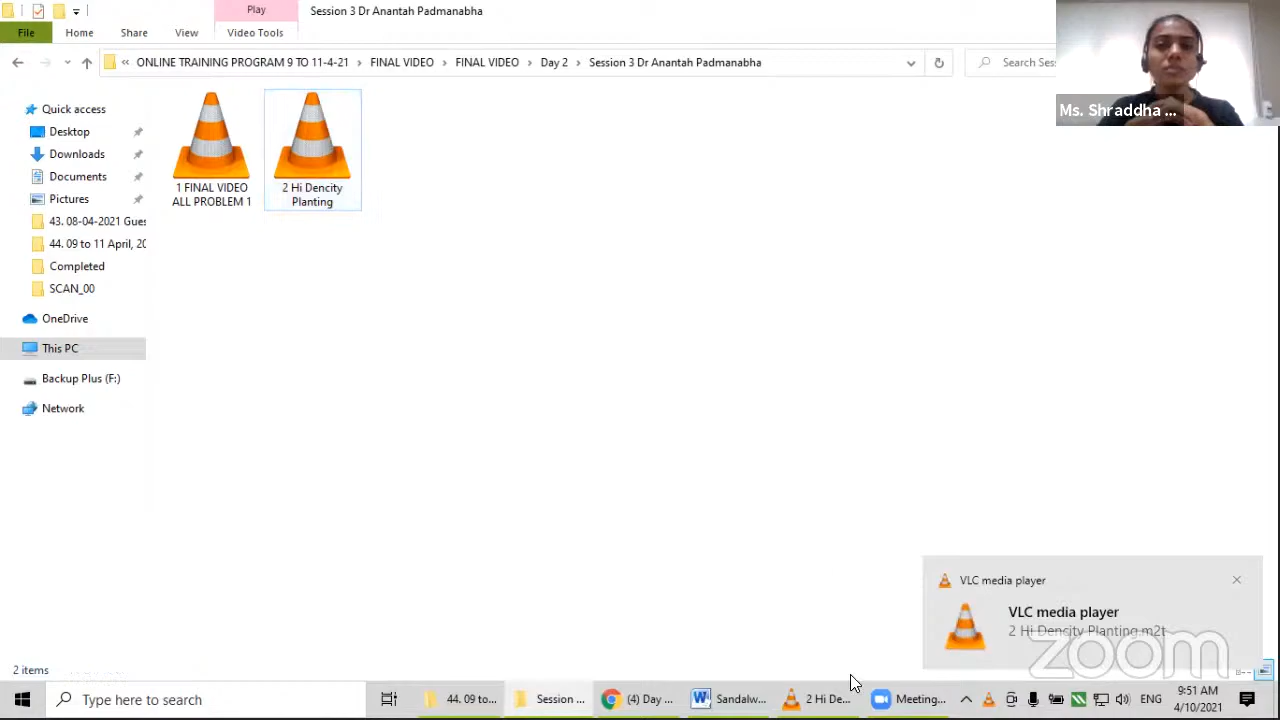 Play
Session 3 Dr Anantah Padmanabha
File
Home
Share
View
Video Tools
« ONLINE TRAINING PROGRAM 9 TO 11-4-21 > FINAL VIDEO > FINAL VIDEO > Day 2 > Session 3 Dr Anantah Padmanabha
Search Ses
Ms. Shraddha ...
Quick access
Desktop
Downloads
Documents
Pictures
43. 08-04-2021 Gues
44. 09 to 11 April, 20
Completed
SCAN_00
OneDrive
This PC
Backup Plus (F:)
Network
1 FINAL VIDEO
ALL PROBLEM 1
2 Hi Dencity
Planting
VLC media player
VLC media player
2 Hi Dencity Planting.m2t
zoom
2 items
Type here to search
44. 09 to...
Session ...
(4) Day ...
Sandalw...
2 Hi De...
Meeting...
ENG
9:51 AM
4/10/2021